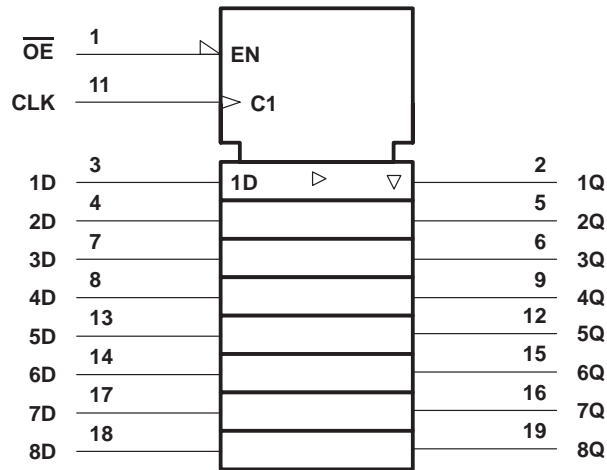 OE 1 EN
CLK 11 C1
1D 3 1D 2 1Q
2D 4 5 2Q
3D 7 6 3Q
4D 8 9 4Q
5D 13 12 5Q
6D 14 15 6Q
7D 17 16 7Q
8D 18 19 8Q